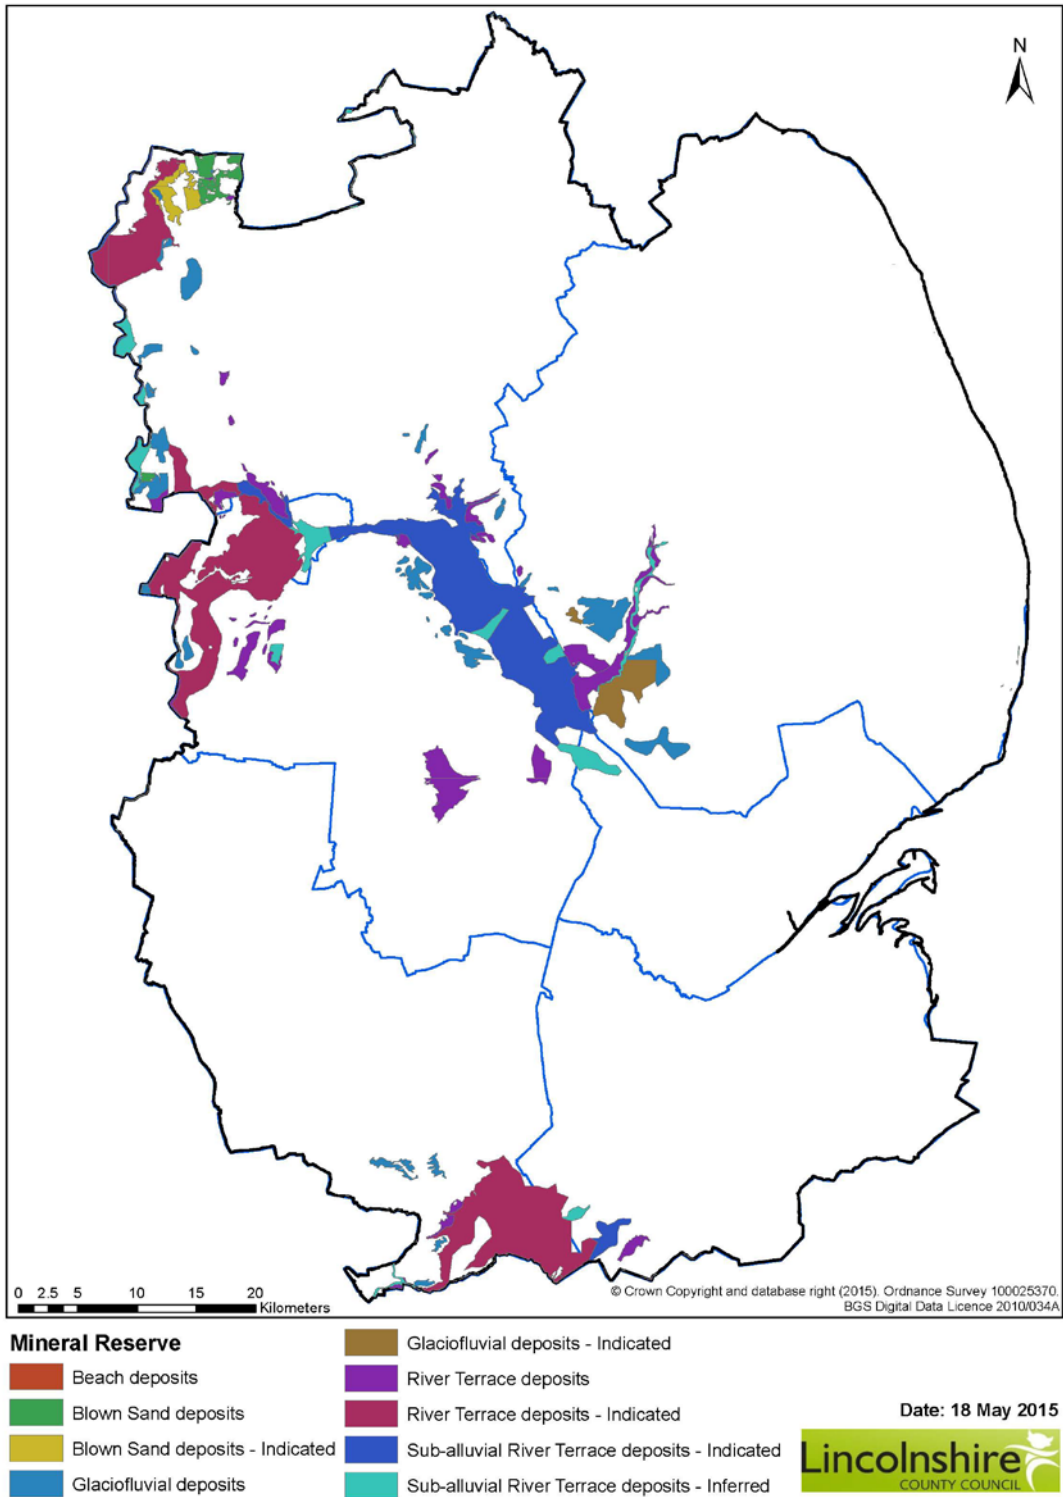 N
0 2.5 5 10 15 20
Kilometers
© Crown Copyright and database right (2015). Ordnance Survey 100025370.
BGS Digital Data Licence 2010/034A
Mineral Reserve
Beach deposits
Blown Sand deposits
Blown Sand deposits - Indicated
Glaciofluvial deposits
Glaciofluvial deposits - Indicated
River Terrace deposits
River Terrace deposits - Indicated
Sub-alluvial River Terrace deposits - Indicated
Sub-alluvial River Terrace deposits - Inferred
Date: 18 May 2015
Lincolnshire
COUNTY COUNCIL